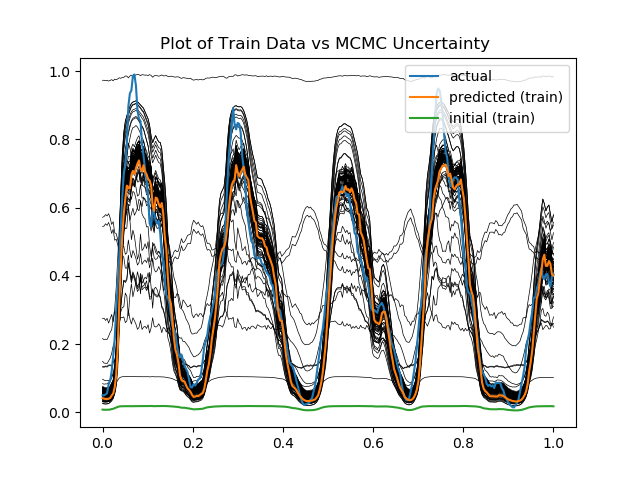 Plot of Train Data vs MCMC Uncertainty
actual
predicted (train)
initial (train)
1.0
0.8
0.6
0.4
0.2
0.0
0.0 0.2 0.4 0.6 0.8 1.0